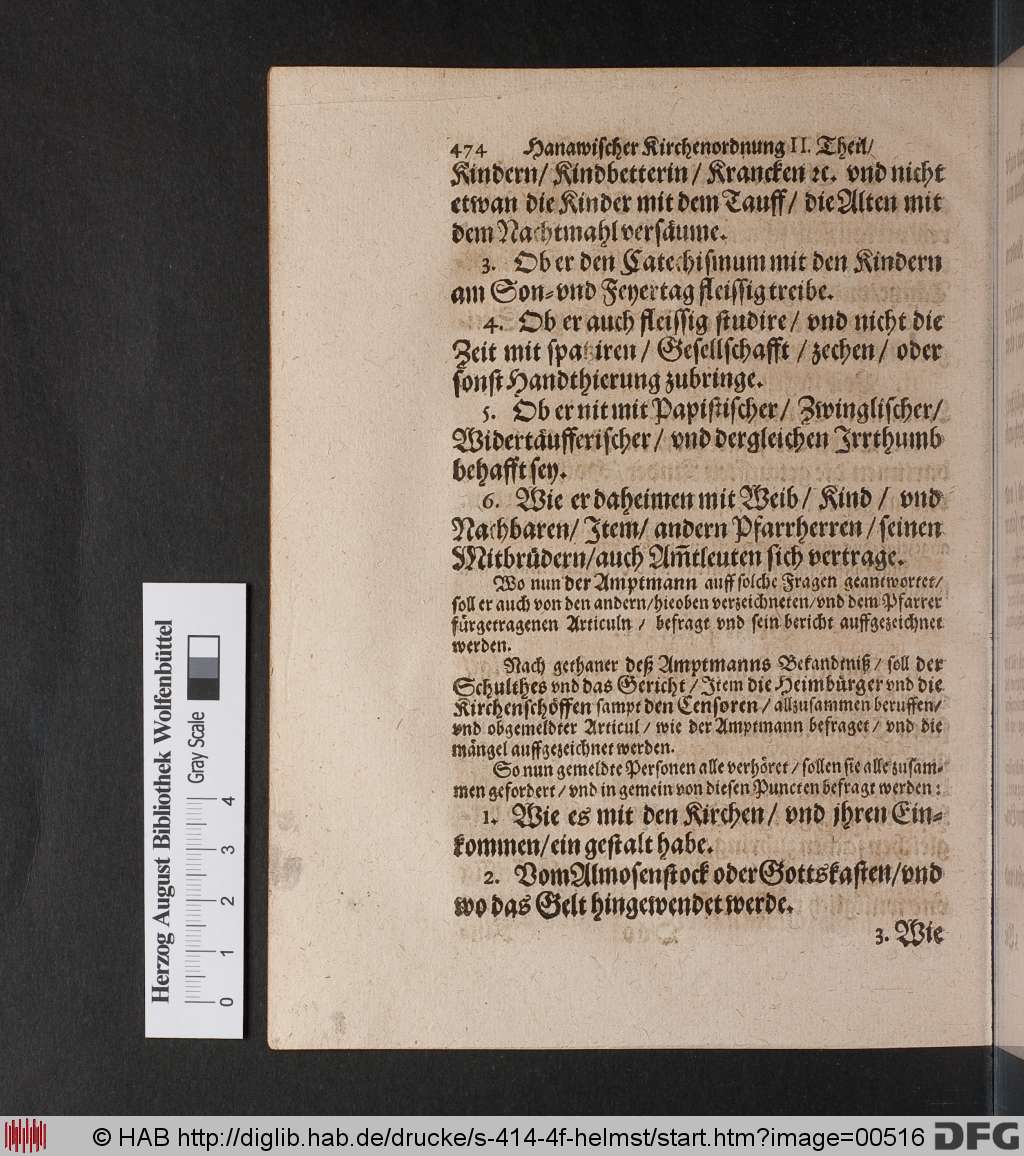 474 Hanawischer Kirchenordnung II. Theil/
Kindern/ Kindbetterin/ Krancken ꝛc. vnd nicht
etwan die Kinder mit dem Tauff/ die Alten mit
dem Nachtmahl versäume.
3. Ob er den Catechismum mit den Kindern
am Son-vnd Feyertag fleissig treibe.
4. Ob er auch fleissig studire/ vnd nicht die
Zeit mit spatziren/ Gesellschafft /zechen/ oder
sonst Handthierung zubringe.
5. Ob er nit mit Papistischer/ Zwinglischer/
Widertäufferischer/ vnd dergleichen Irrthumb
behafft sey.
6. Wie er daheimen mit Weib/ Kind / vnd
Nachbaren/ Item/ andern Pfarrherren /seinen
Mitbrüdern/auch Am̄tleuten sich vertrage.
Wo nun der Amptmann auff solche Fragen geantwortet/
soll er auch von den andern/hieoben verzeichneten/vnd dem Pfarrer
fürgetragenen Articuln / befragt vnd sein bericht auffgezeichnet
werden.
Nach gethaner deß Amptmanns Bekandtniß/ soll der
Schulthes vnd das Gericht /Item die Heimbürger vnd die
Kirchenschöffen sampt den Censoren / allzusammen beruffen/
vnd obgemeldter Articul/ wie der Amptmann befraget/ vnd die
mängel auffgezeichnet werden.
So nun gemeldte Personen alle verhöret / sollen sie alle zusam-
men gefordert / vnd in gemein von diesen Puncten befragt werden:
1. Wie es mit den Kirchen/ vnd jhren Ein-
kommen/ein gestalt habe.
2. Vom Almosenstock oder Gottskasten/vnd
wo das Gelt hingewendet werde.
3. Wie
Herzog August Bibliothek Wolfenbüttel
Gray Scale
0 1 2 3 4
© HAB http://diglib.hab.de/drucke/s-414-4f-helmst/start.htm?image=00516 DFG